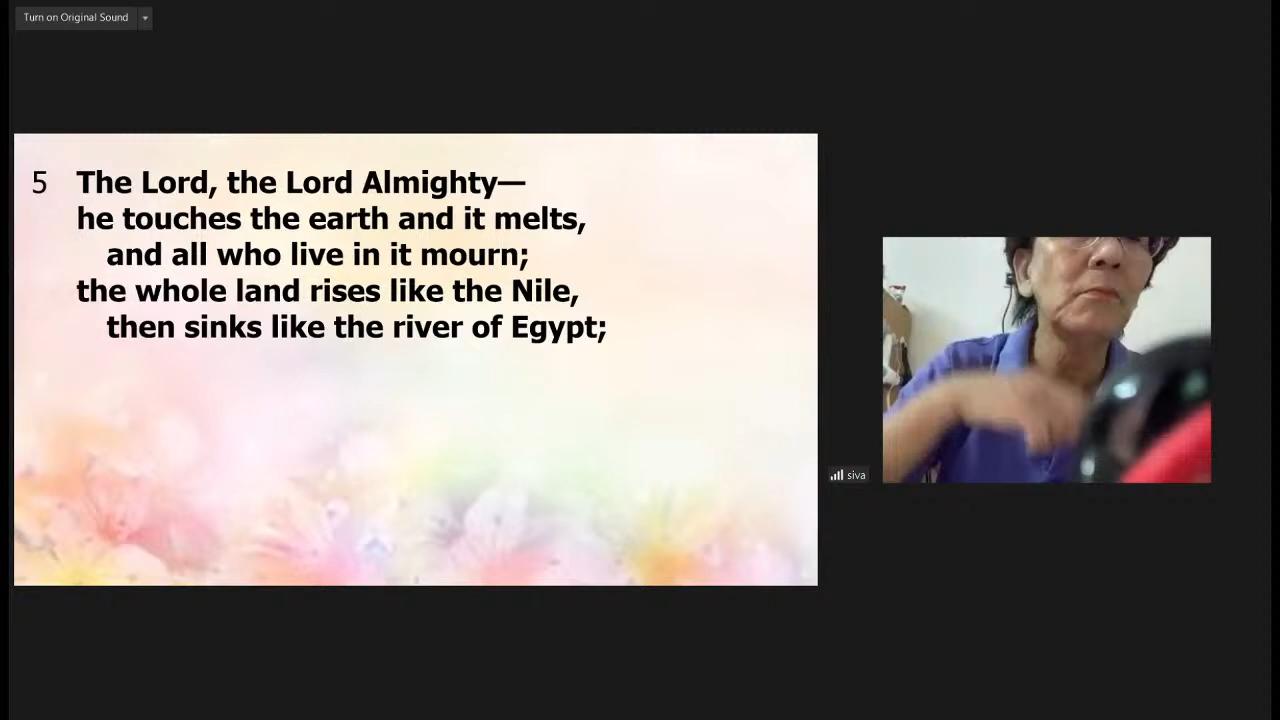 Turn on Original Sound
5 The Lord, the Lord Almighty—
he touches the earth and it melts,
and all who live in it mourn;
the whole land rises like the Nile,
then sinks like the river of Egypt;
siva